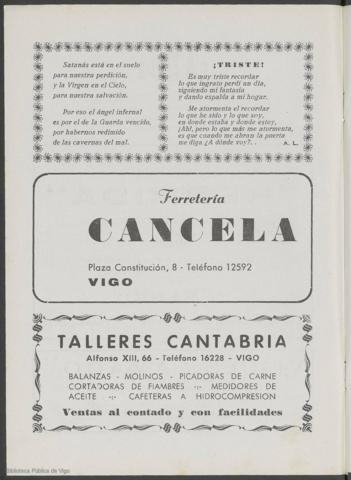 Satanás está en el suelo
para nuestra perdición,
y la Virgen en el Cielo,
para nuestra salvación.
Por eso el ángel infernal
es por el de la Guarda vencido,
por habernos redimido
de las cavernas del mal.
¡TRISTE!
Es muy triste recordar
lo que ingrato perdí un día,
siguiendo mi fantasía
y dando espalda a mi hogar.
Me atormenta el recordar
lo que he sido y lo que soy,
en donde estaba y donde estoy,
¡Ah!, pero lo que más me atormenta,
es que cuando me abran la puerta
me diga ¿A dónde voy?. .
A. L.
Ferretería
CANCELA
Plaza Constitución, 8 - Teléfono 12592
VIGO
TALLERES CANTABRIA
Alfonso XIII, 66 - Teléfono 16228 - VIGO
BALANZAS - MOLINOS - PICADORAS DE CARNE
CORTADORAS DE FIAMBRES -:- MEDIDORES DE
ACEITE -:- CAFETERAS A HIDROCOMPRESION
Ventas al contado y con facilidades
Biblioteca Pública de Vigo